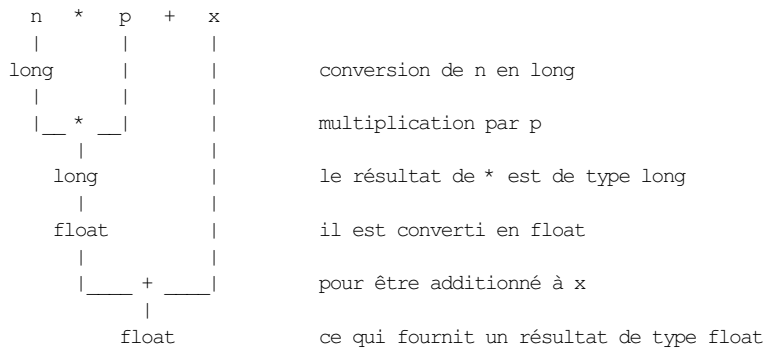 n * p + x
| | |
long | | conversion de n en long
| | |
|__ * __| | multiplication par p
| |
long | le résultat de * est de type long
| |
float | il est converti en float
| |
|____ + ____| pour être additionné à x
|
float ce qui fournit un résultat de type float